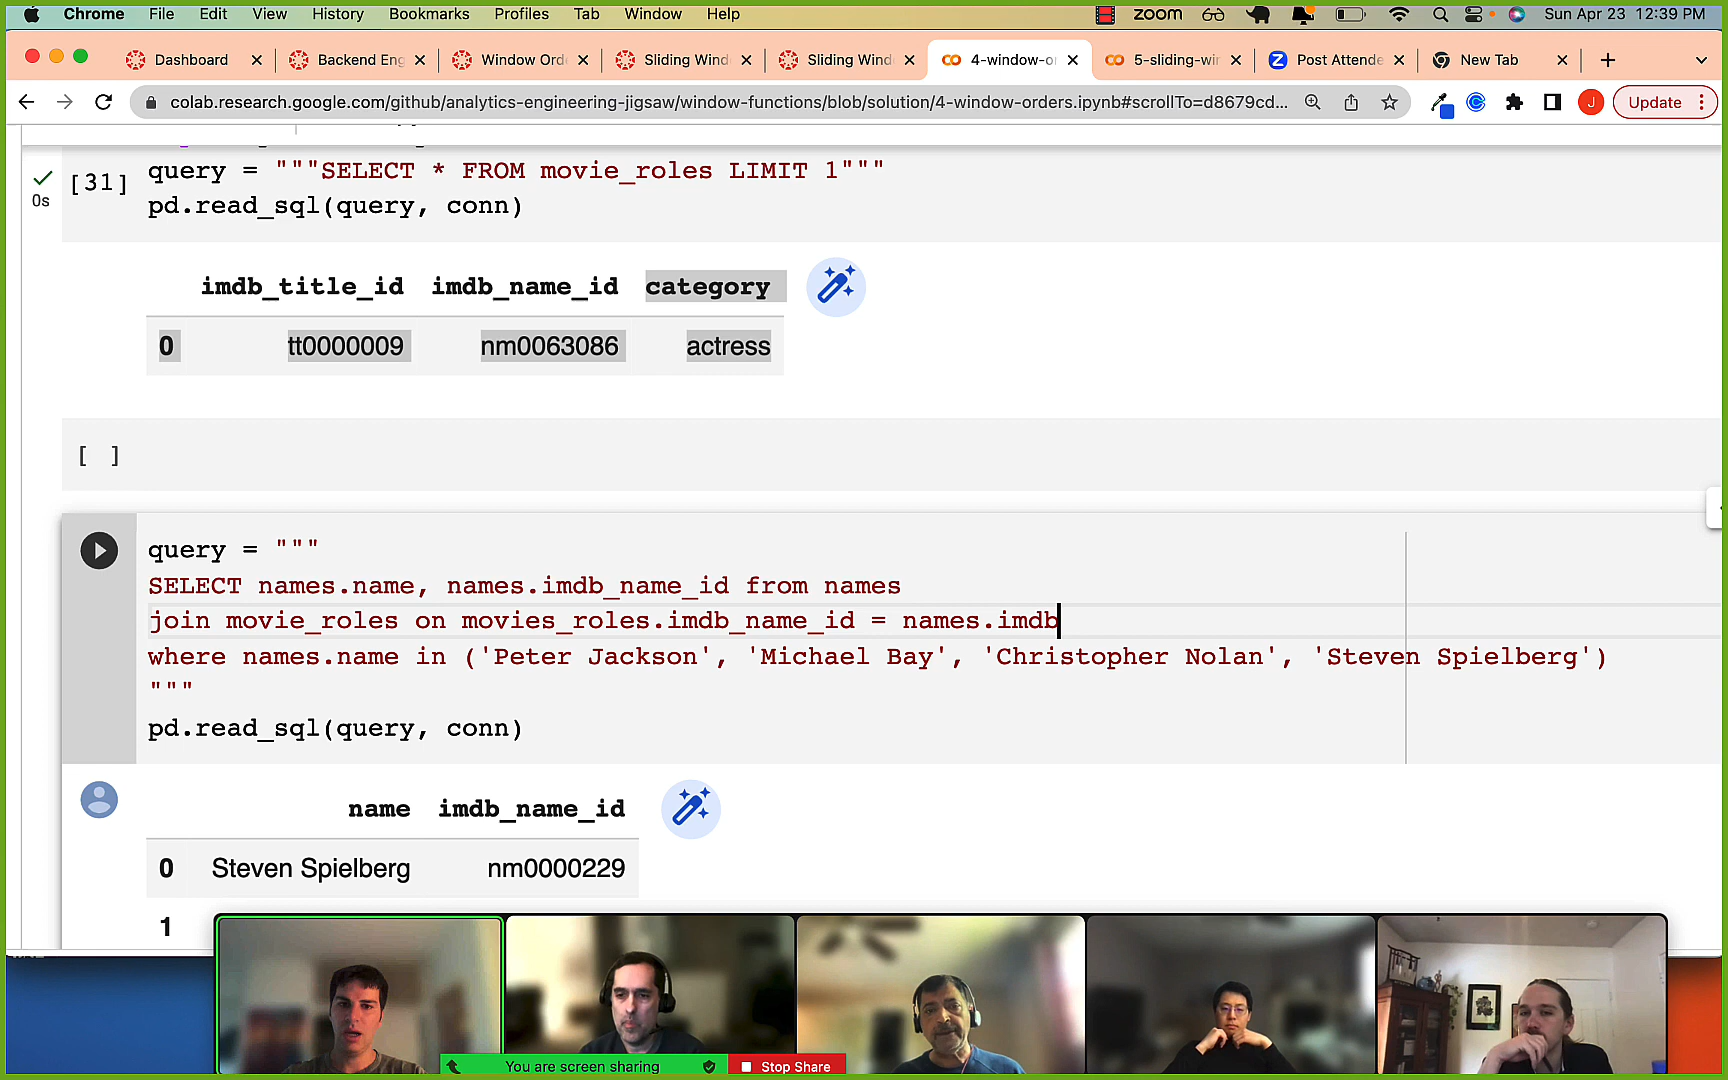 Chrome File Edit View History Bookmarks Profiles Tab Window Help zoom Sun Apr 23 12:39 PM
Dashboard Backend Eng Window Ord Sliding Wind Sliding Wind 4-window-or 5-sliding-wir Post Attende New Tab
colab.research.google.com/github/analytics-engineering-jigsaw/window-functions/blob/solution/4-window-orders.ipynb#scrollTo=d8679cd... J Update
[31] query = """SELECT * FROM movie_roles LIMIT 1"""
0s pd.read_sql(query, conn)
imdb_title_id imdb_name_id category
0 tt0000009 nm0063086 actress
[ ]
query = """
SELECT names.name, names.imdb_name_id from names
join movie_roles on movies_roles.imdb_name_id = names.imdb
where names.name in ('Peter Jackson', 'Michael Bay', 'Christopher Nolan', 'Steven Spielberg')
"""
pd.read_sql(query, conn)
name imdb_name_id
0 Steven Spielberg nm0000229
1
You are screen sharing Stop Share